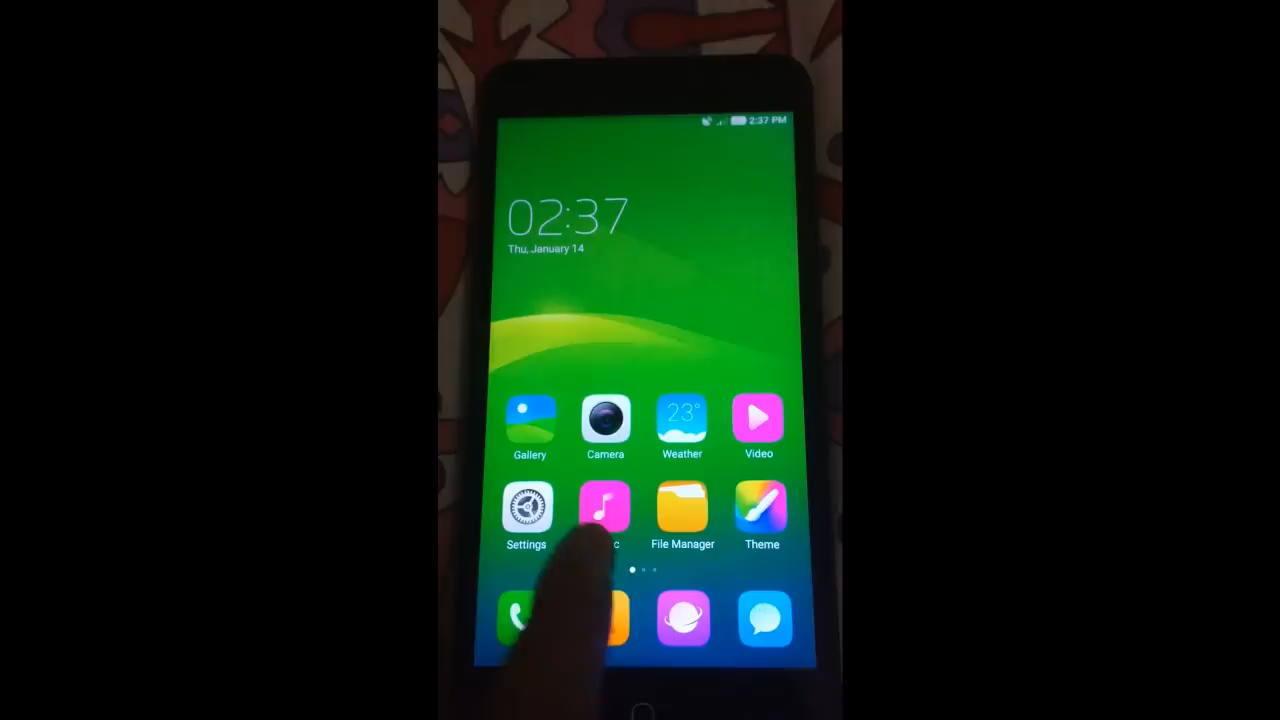 2:37 PM
02:37
Thu, January 14
23°
Gallery
Camera
Weather
Video
Settings
c
File Manager
Theme